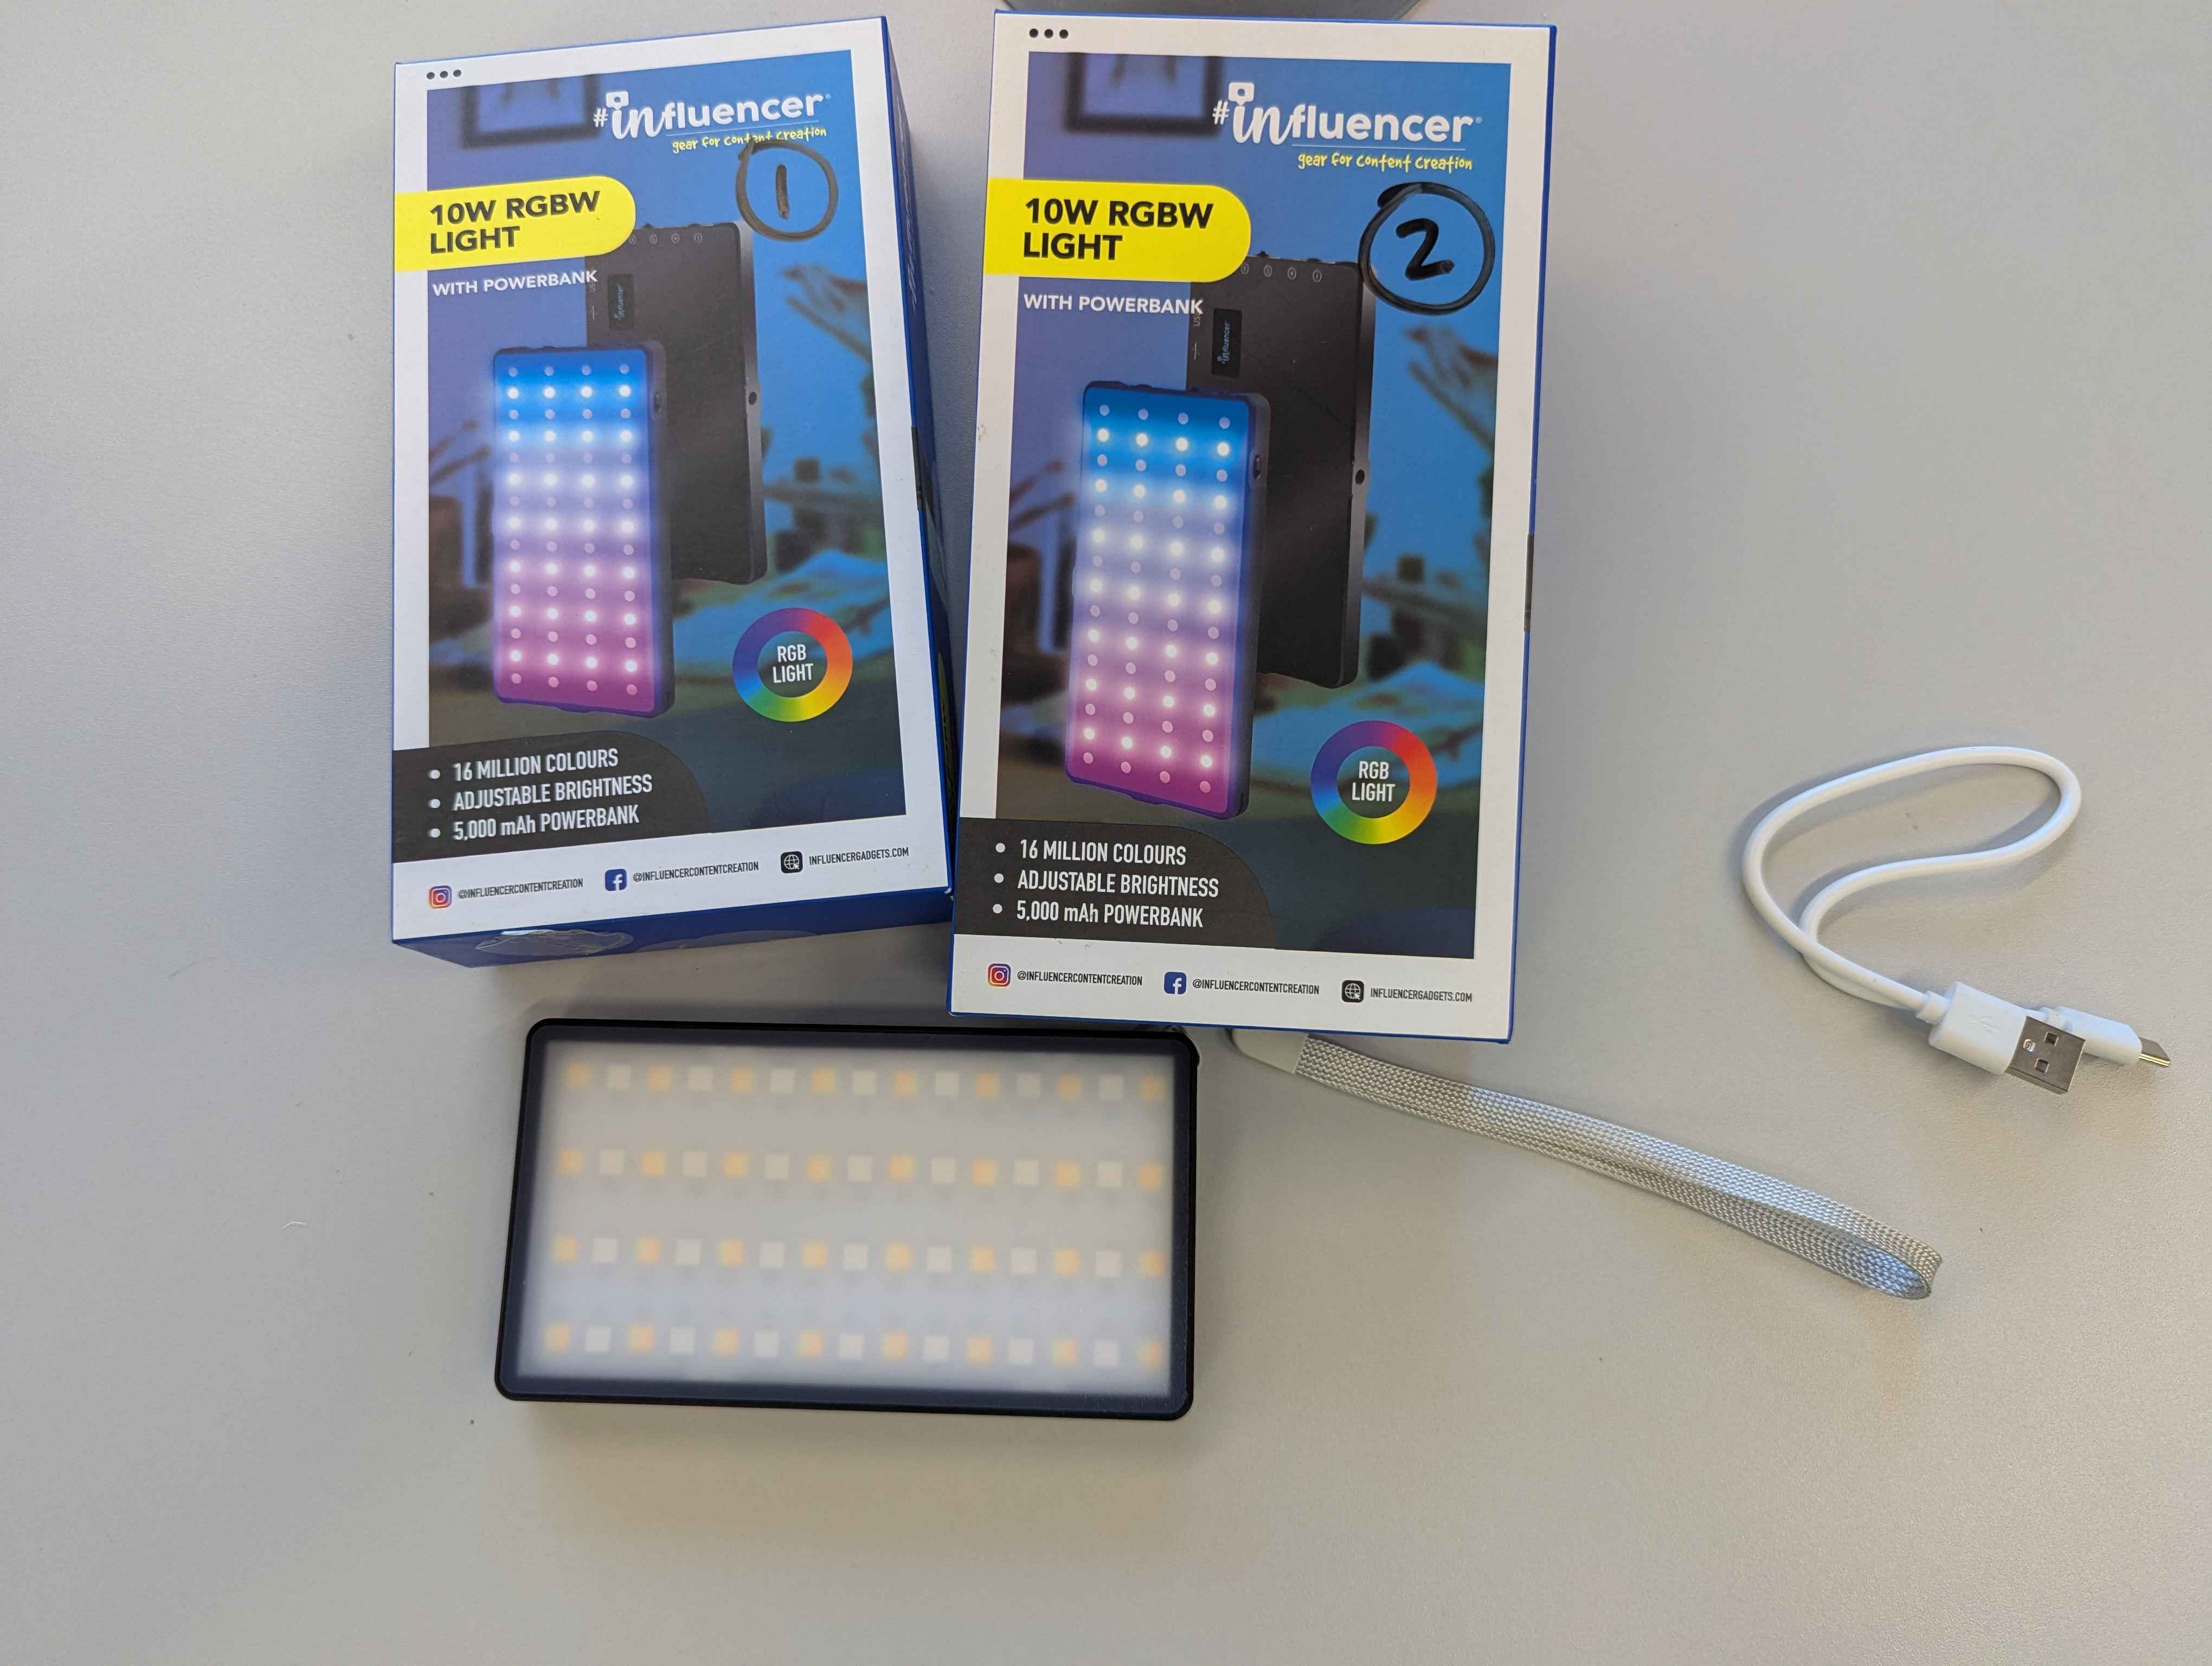 #influencer®
gear for content creation
1
10W RGBW
LIGHT
WITH POWERBANK
influencer
RGB
LIGHT
16 MILLION COLOURS
ADJUSTABLE BRIGHTNESS
5,000 mAh POWERBANK
@INFLUENCERCONTENTCREATION
@INFLUENCERCONTENTCREATION
INFLUENCERGADGETS.COM
#influencer®
gear for content creation
2
10W RGBW
LIGHT
WITH POWERBANK
influencer
RGB
LIGHT
16 MILLION COLOURS
ADJUSTABLE BRIGHTNESS
5,000 mAh POWERBANK
@INFLUENCERCONTENTCREATION
@INFLUENCERCONTENTCREATION
INFLUENCERGADGETS.COM